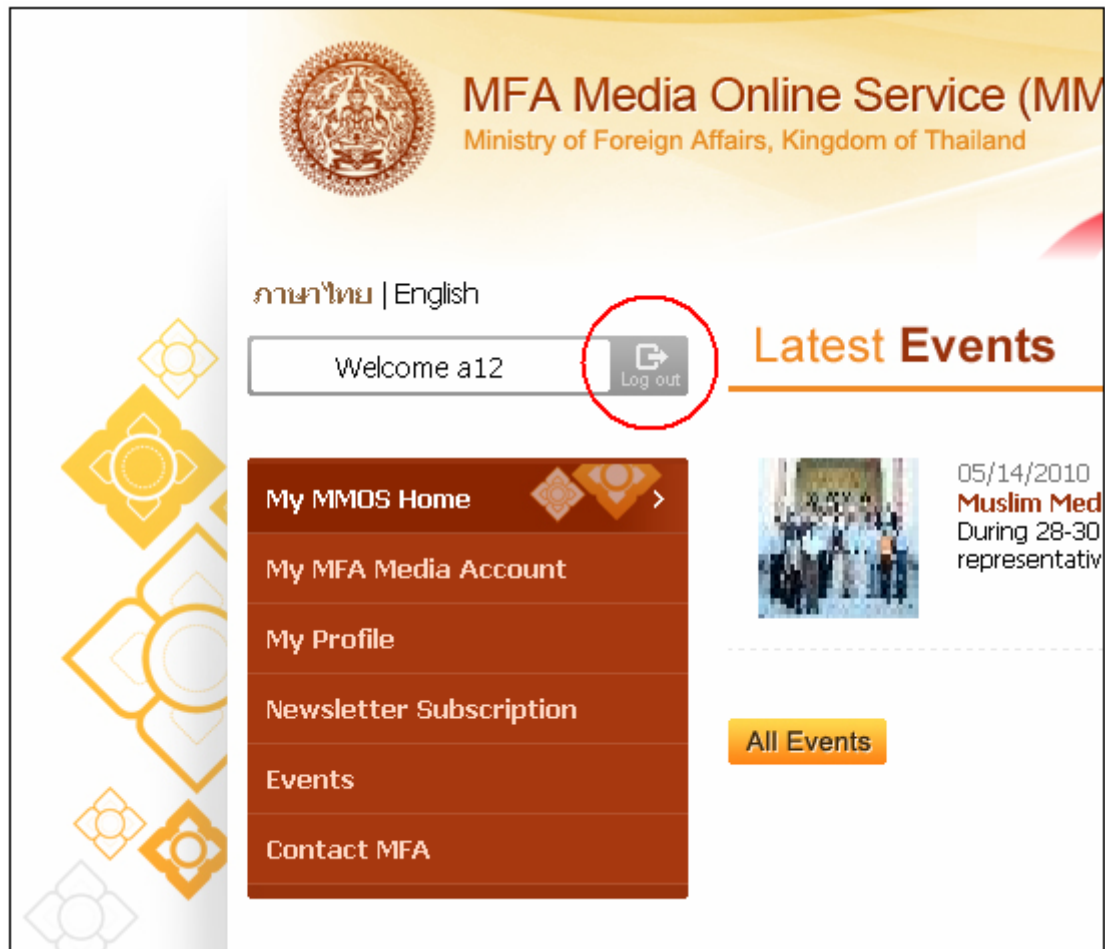 MFA Media Online Service (MM
Ministry of Foreign Affairs, Kingdom of Thailand
ภาษาไทย | English
Welcome a12
Log out
Latest Events
My MMOS Home
My MFA Media Account
My Profile
Newsletter Subscription
Events
Contact MFA
05/14/2010
Muslim Med
During 28-30
representativ
All Events